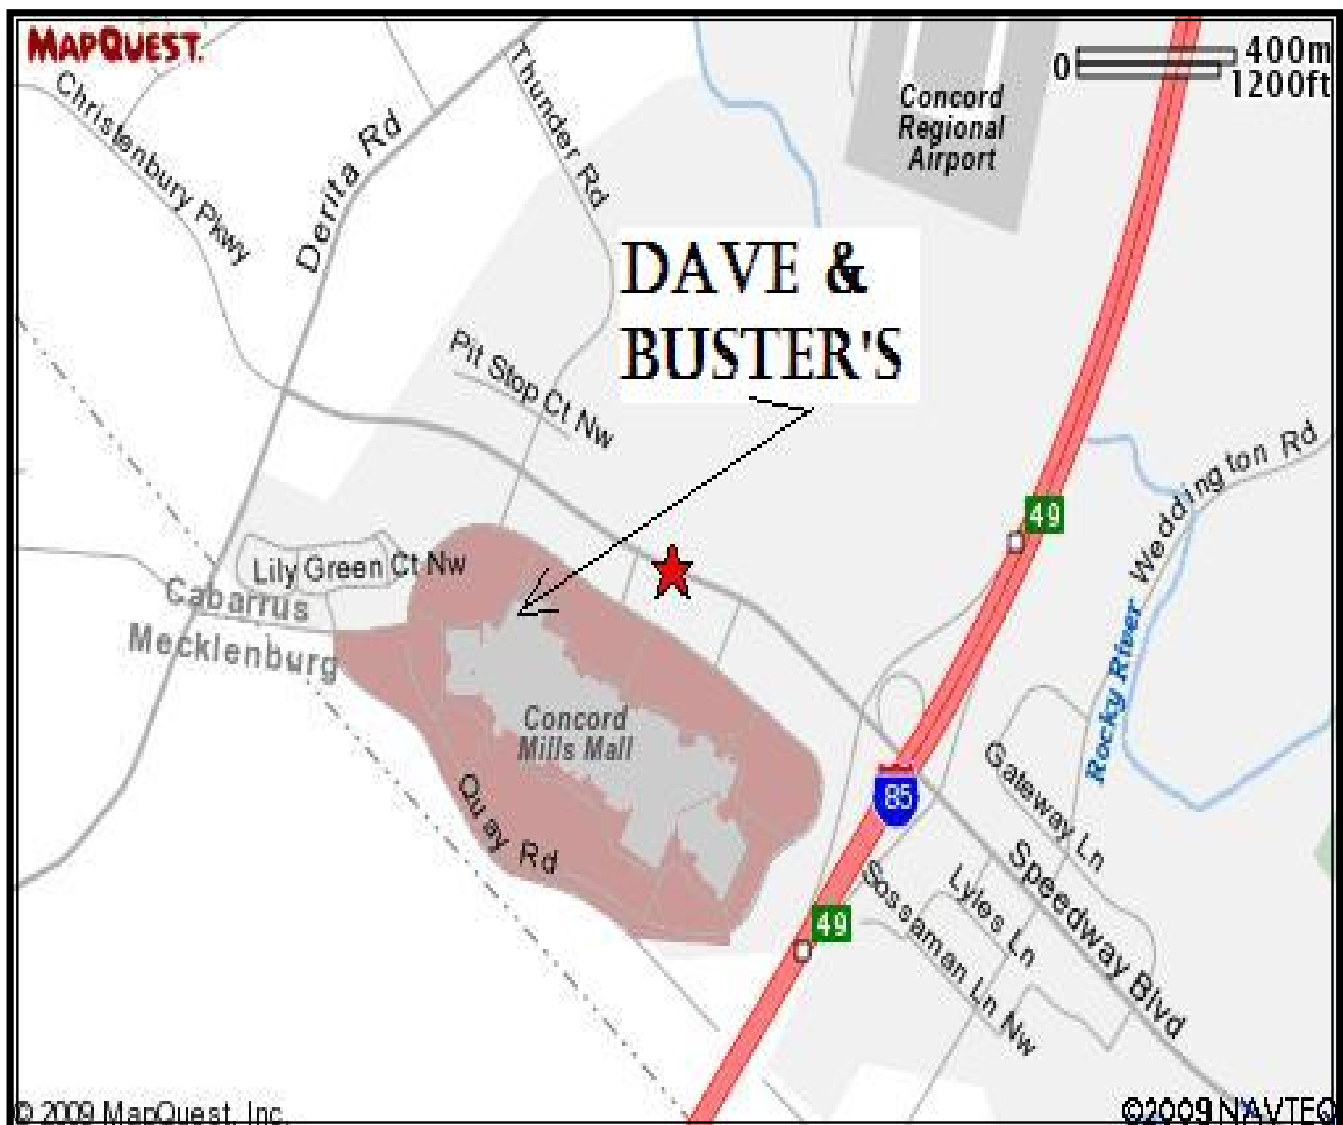 MAPQUEST.
0 400m
1200ft
Christenbury Pkwy
Derita Rd
Thunder Rd
Concord
Regional
Airport
DAVE &
BUSTER'S
Pit Stop Ct Nw
Weddington Rd
49
Lily Green Ct Nw
Cabarrus
Mecklenburg
Rocky River
Concord
Mills Mall
Quay Rd
85
Gateway Ln
Speedway Blvd
Lyles Ln
Sossaman Ln Nw
49
© 2009 MapQuest, Inc.
©2009 NAVTEQ